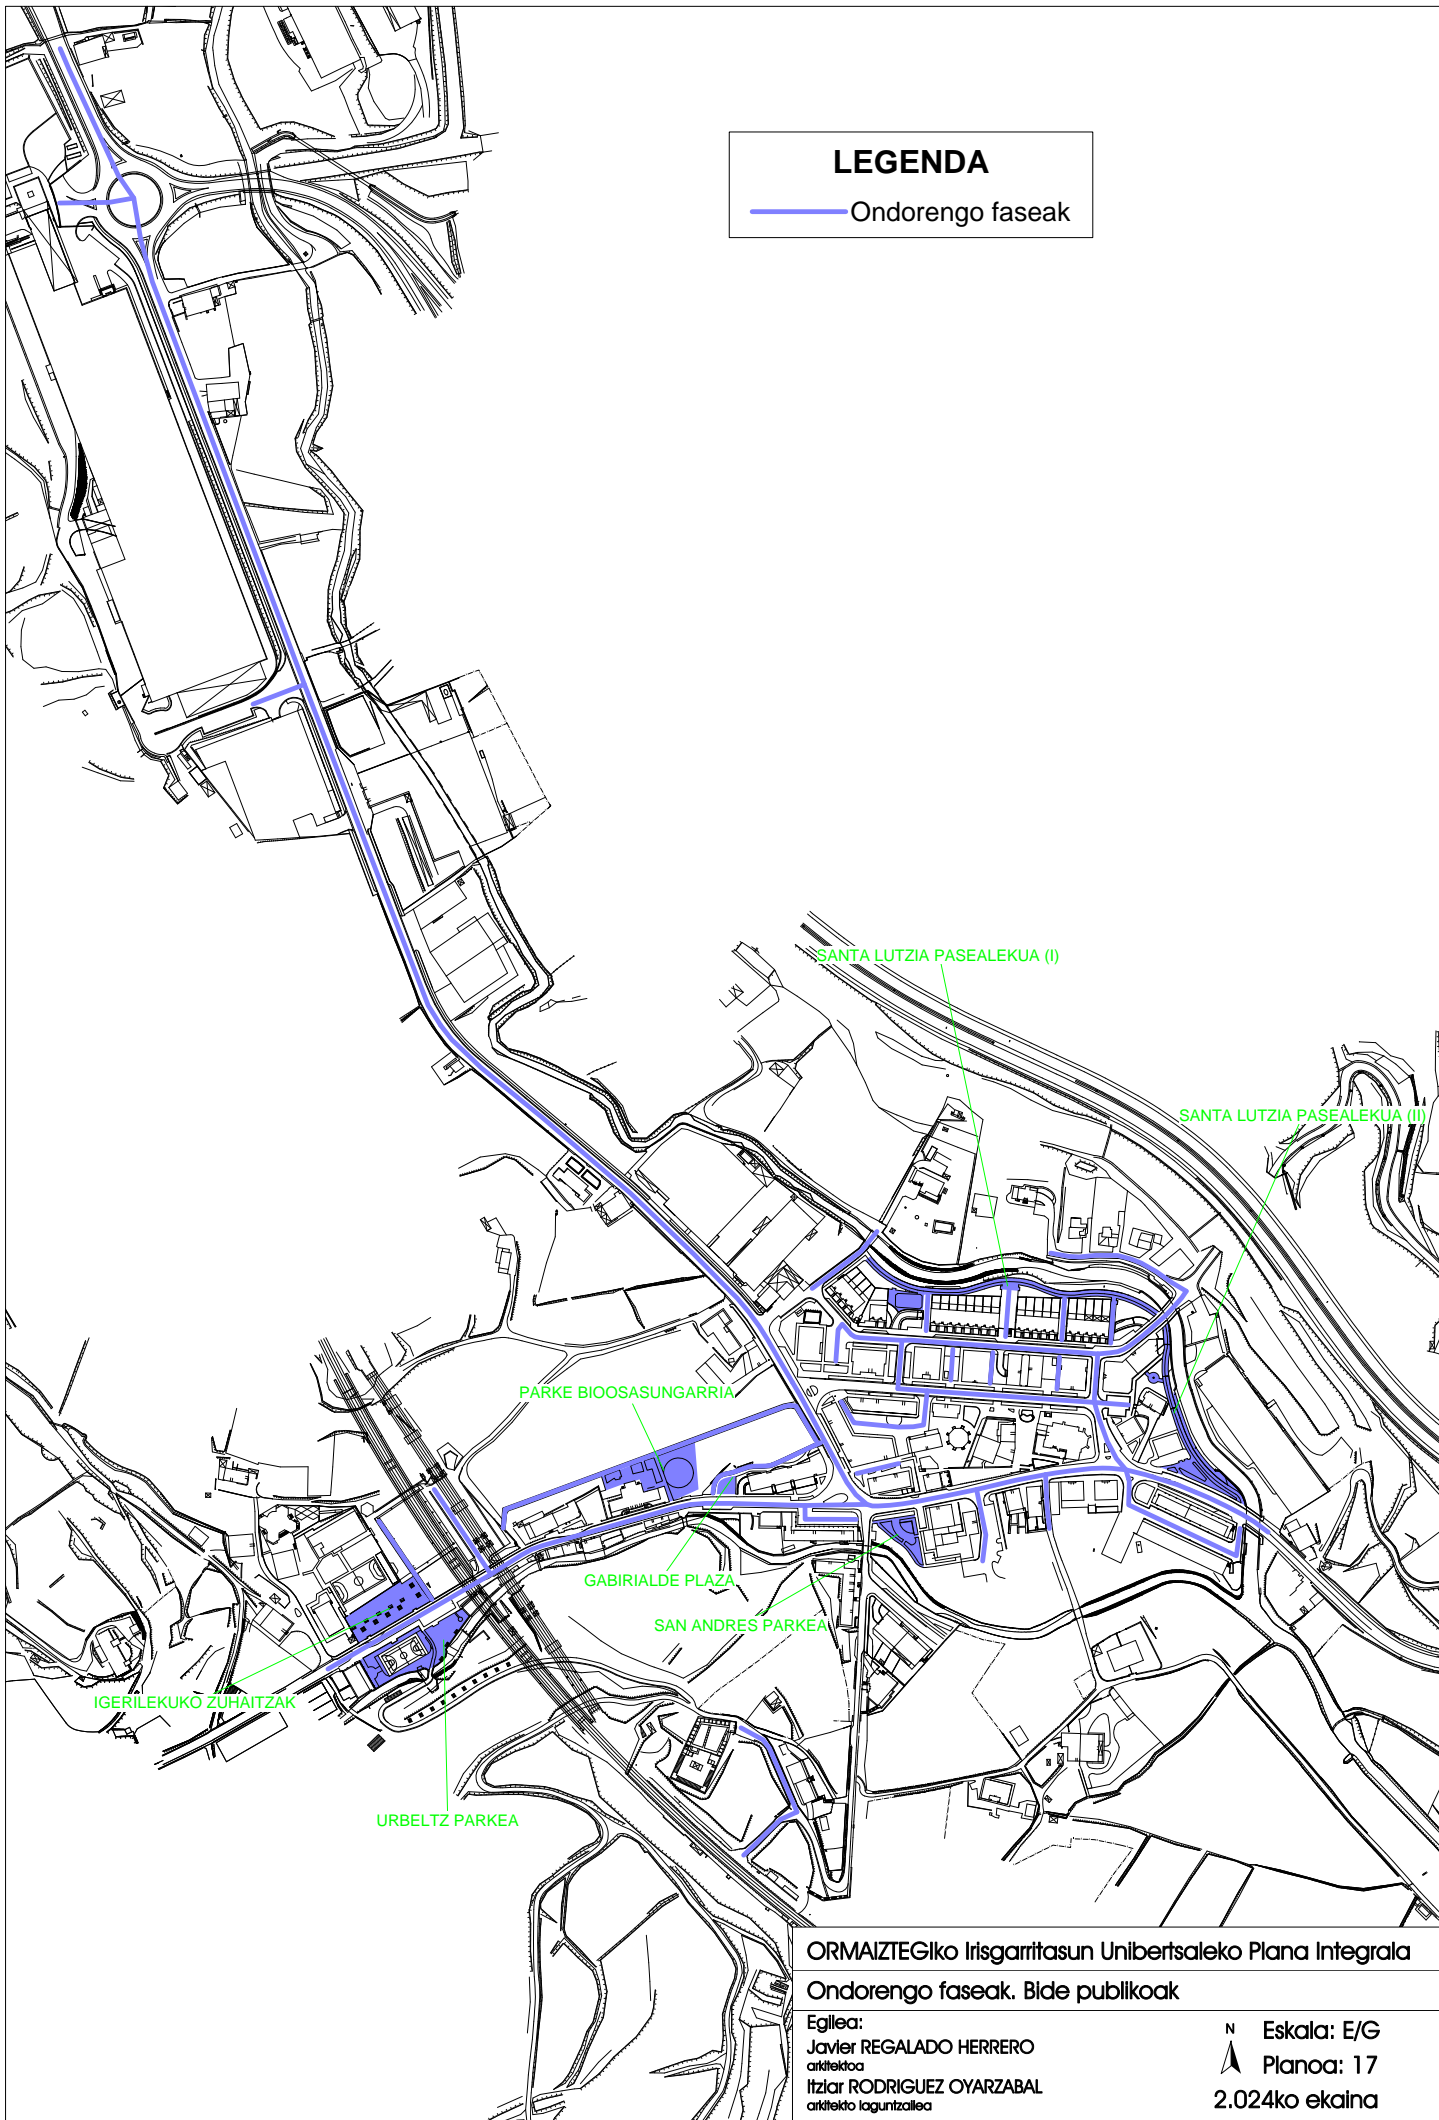 LEGENDA
Ondorengo faseak
SANTA LUTZIA PASEALEKUA (I)
SANTA LUTZIA PASEALEKUA (II)
PARKE BIOOSASUNGARRIA
GABIRIALDE PLAZA
SAN ANDRES PARKEA
IGERILEKUKO ZUHAITZAK
URBELTZ PARKEA
ORMAIZTEGIko Irisgarritasun Unibertsaleko Plana Integrala
Ondorengo faseak. Bide publikoak
Egilea:
Javier REGALADO HERRERO
arkitektoa
Itziar RODRIGUEZ OYARZABAL
arkitekto laguntzailea
N
Eskala: E/G
Planoa: 17
2.024ko ekaina